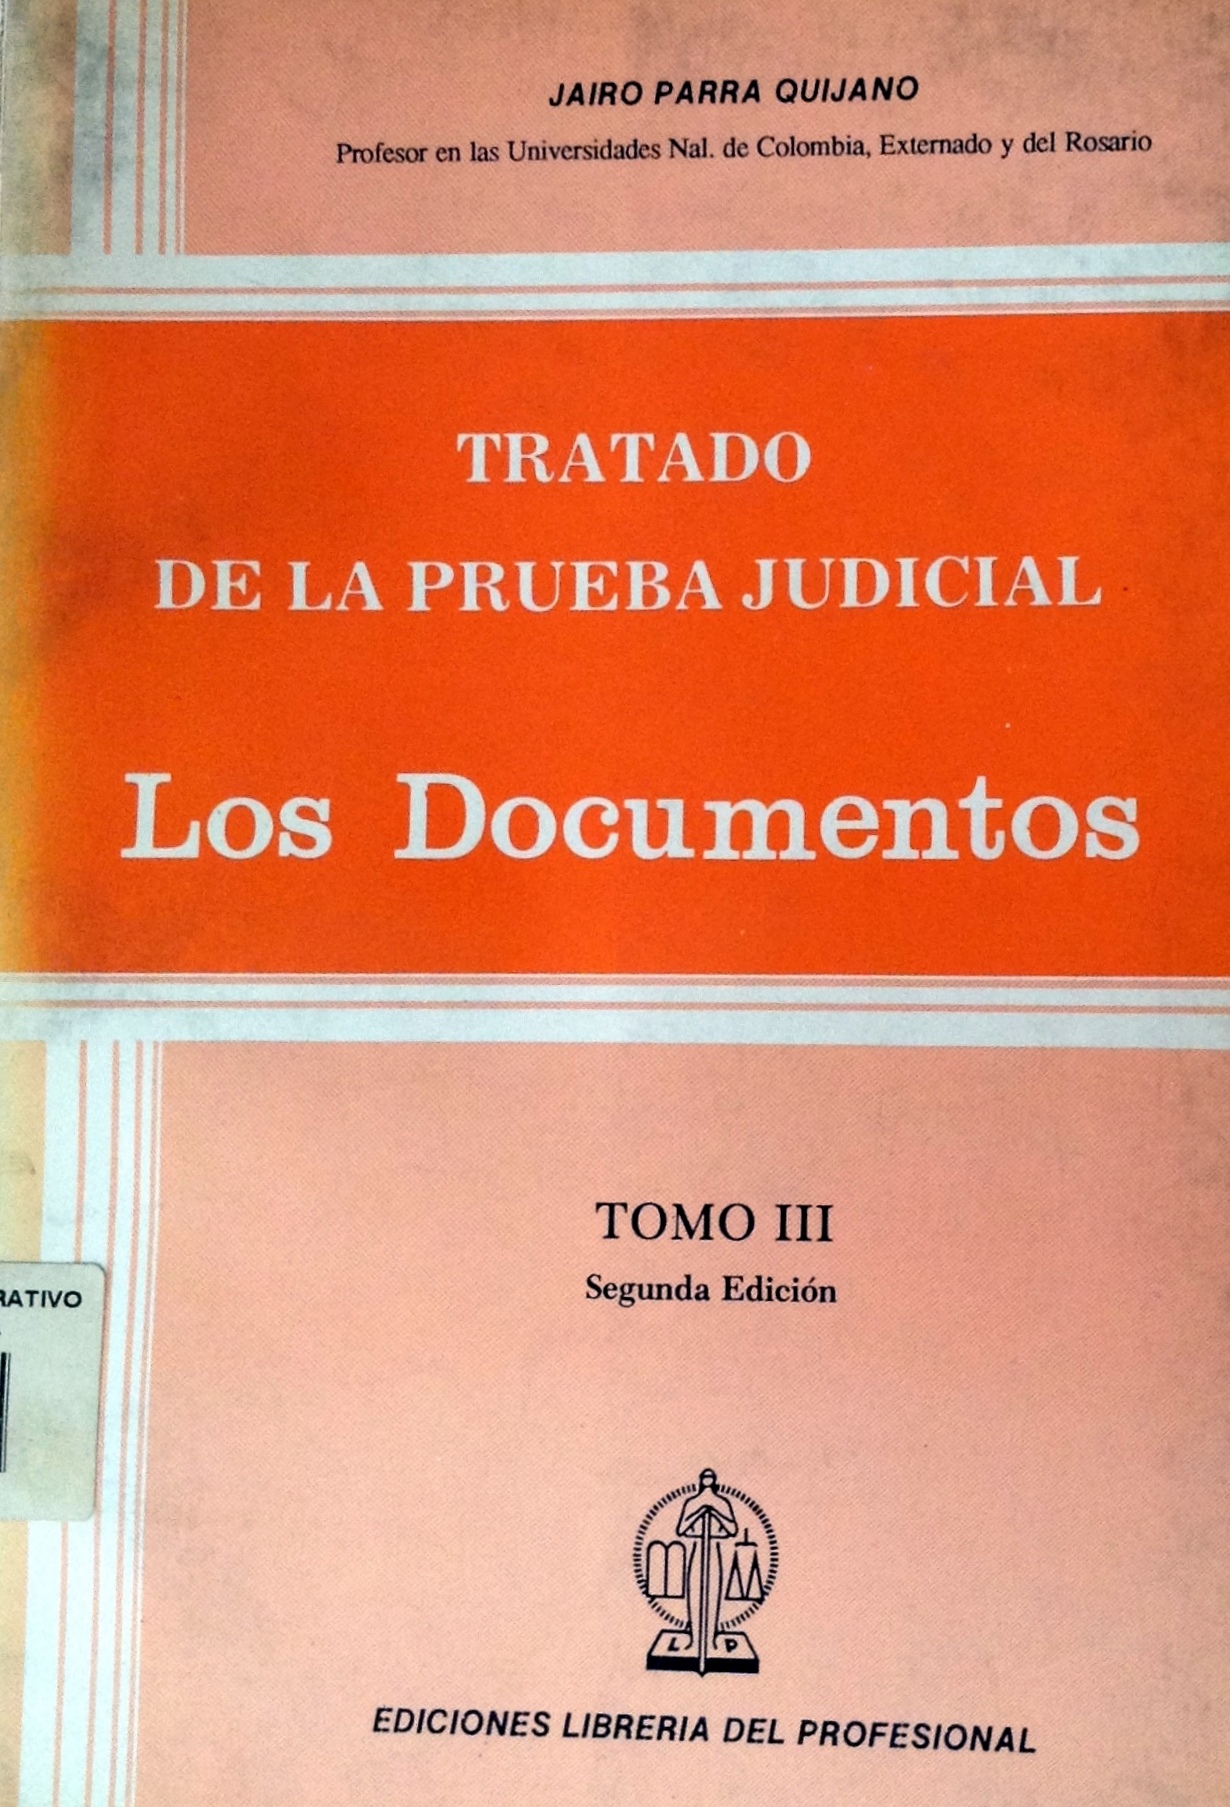 JAIRO PARRA QUIJANO
Profesor en las Universidades Nal. de Colombia, Externado y del Rosario
TRATADO
DE LA PRUEBA JUDICIAL
Los Documentos
TOMO III
Segunda Edición
RATIVO
L P
EDICIONES LIBRERIA DEL PROFESIONAL